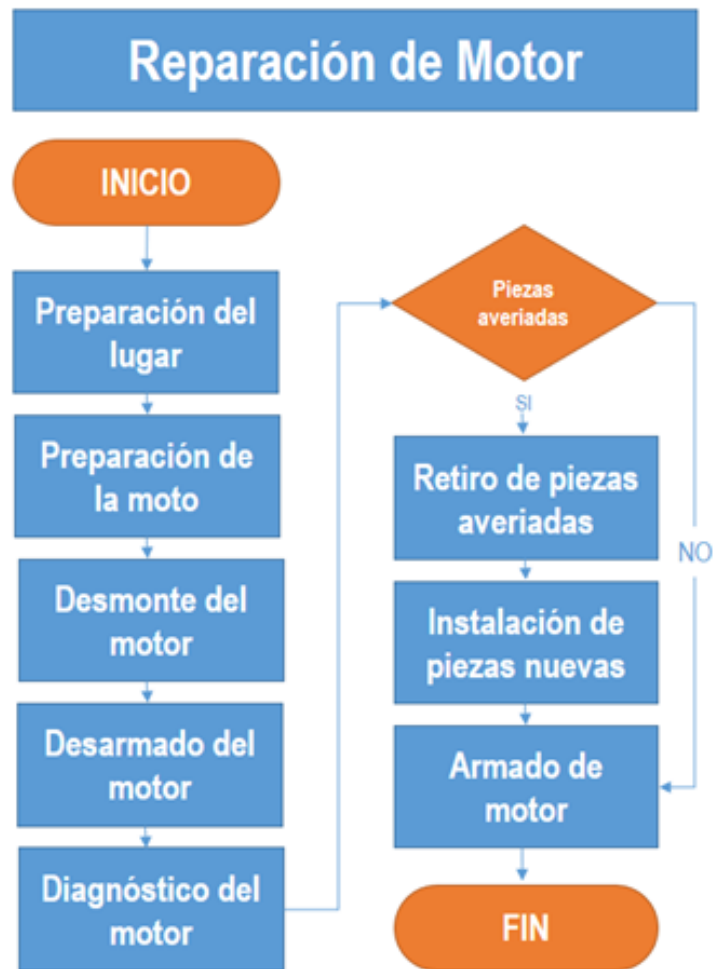 Reparación de Motor
INICIO
Preparación del
lugar
Preparación de
la moto
Desmonte del
motor
Desarmado del
motor
Diagnóstico del
motor
Piezas
averiadas
SI
NO
Retiro de piezas
averiadas
Instalación de
piezas nuevas
Armado de
motor
FIN